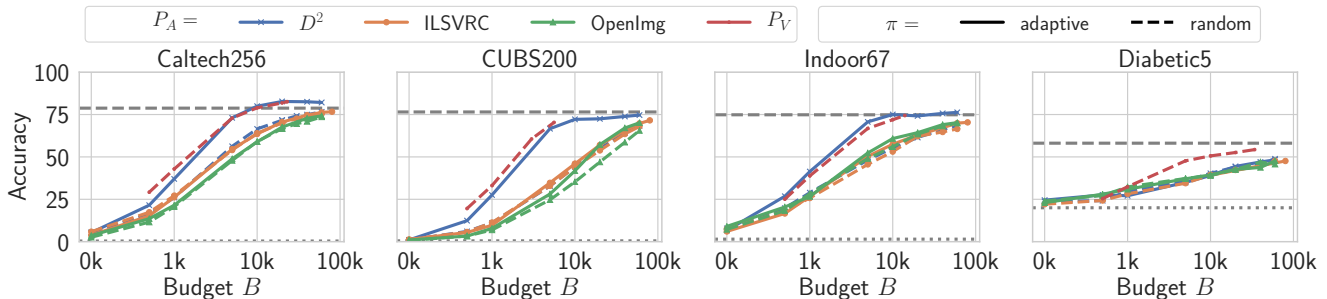 P_A = D² ILSVRC OpenImg P_V π = adaptive random
Caltech256 CUBS200 Indoor67 Diabetic5
Accuracy
100
75
50
25
0
0k 1k 10k 100k 0k 1k 10k 100k 0k 1k 10k 100k 0k 1k 10k 100k
Budget B Budget B Budget B Budget B